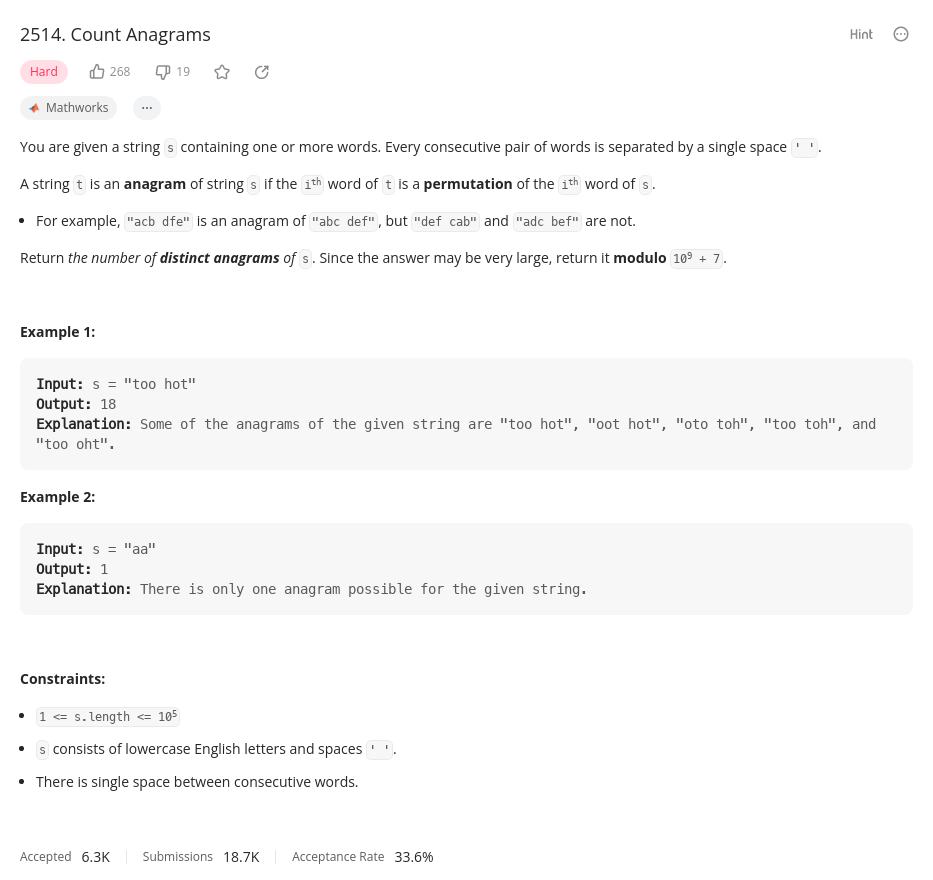 2514. Count Anagrams
Hint
Hard 268 19
Mathworks ...
You are given a string s containing one or more words. Every consecutive pair of words is separated by a single space ' '.
A string t is an anagram of string s if the iᵗʰ word of t is a permutation of the iᵗʰ word of s.
• For example, "acb dfe" is an anagram of "abc def", but "def cab" and "adc bef" are not.
Return the number of distinct anagrams of s. Since the answer may be very large, return it modulo 10⁹ + 7.
Example 1:
Input: s = "too hot"
Output: 18
Explanation: Some of the anagrams of the given string are "too hot", "oot hot", "oto toh", "too toh", and
"too oht".
Example 2:
Input: s = "aa"
Output: 1
Explanation: There is only one anagram possible for the given string.
Constraints:
• 1 <= s.length <= 10⁵
• s consists of lowercase English letters and spaces ' '.
• There is single space between consecutive words.
Accepted 6.3K Submissions 18.7K Acceptance Rate 33.6%